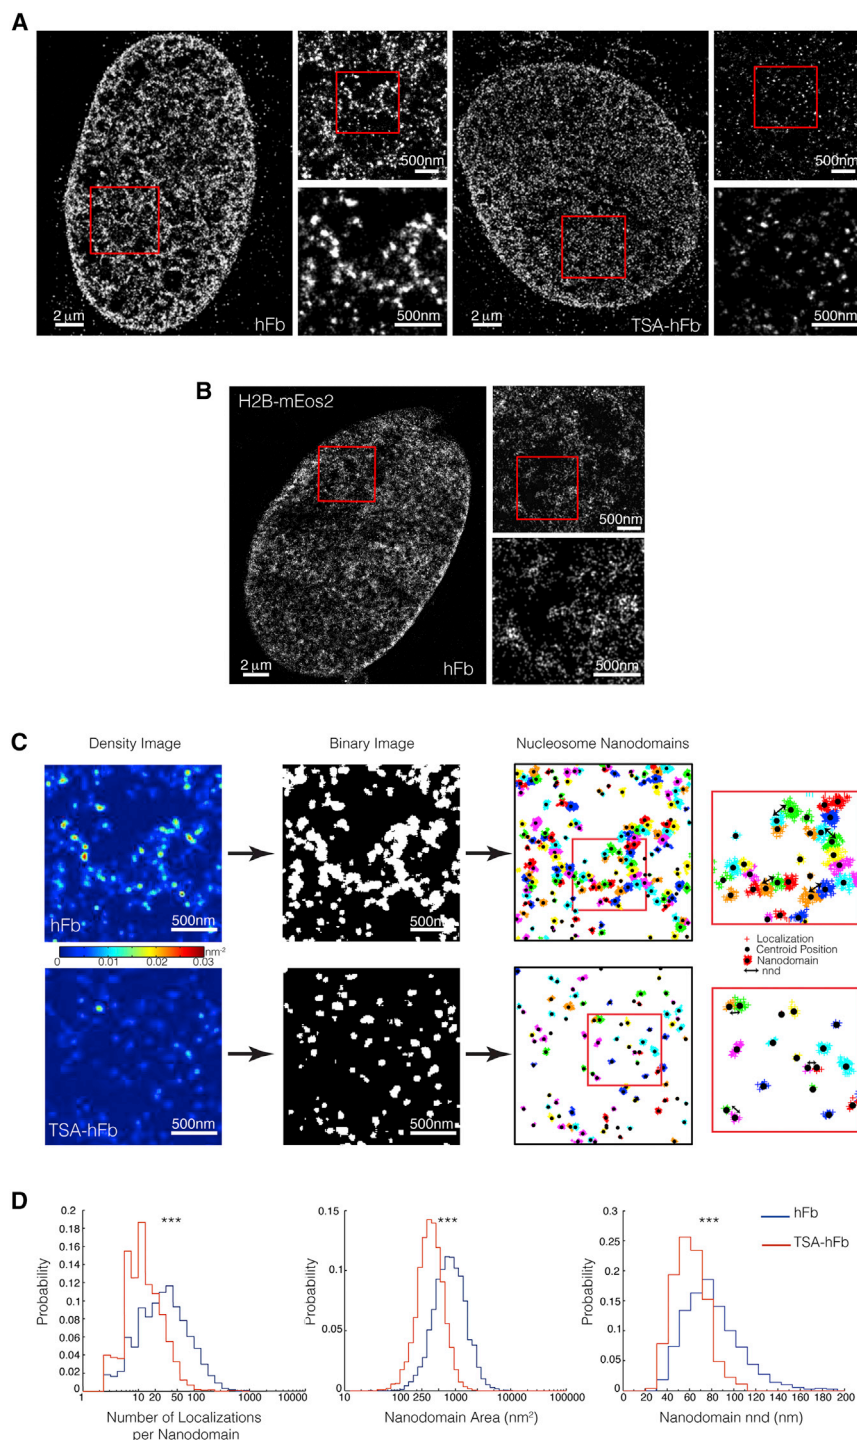 A
500nm
500nm
2 μm
hFb
500nm
2 μm
TSA-hFb
500nm
B
H2B-mEos2
500nm
2 μm
hFb
500nm
C
Density Image
Binary Image
Nucleosome Nanodomains
hFb
500nm
500nm
nm-2
0
0.01
0.02
0.03
Localization
Centroid Position
Nanodomain
nnd
TSA-hFb
500nm
500nm
D
0.2
0.18
0.16
0.14
0.12
0.1
0.08
0.06
0.04
0.02
0
Probability
***
1
10
20
50
100
1000
10000
Number of Localizations
per Nanodomain
0.15
0.1
0.05
0
Probability
***
10
100
250
1000
10000
100000
Nanodomain Area (nm²)
0.3
0.25
0.2
0.15
0.1
0.05
0
Probability
***
0
20
40
60
80
100
120
140
160
180
200
Nanodomain nnd (nm)
hFb
TSA-hFb